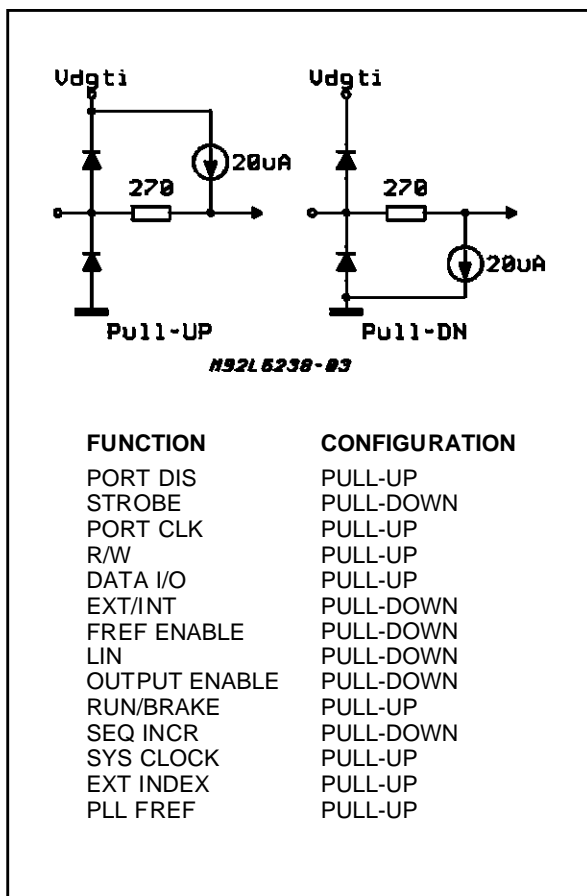 Vdgti Vdgti
20uA
270 270
20uA
Pull-UP Pull-DN
M92L6238-03
FUNCTION CONFIGURATION
PORT DIS PULL-UP
STROBE PULL-DOWN
PORT CLK PULL-UP
R/W PULL-UP
DATA I/O PULL-UP
EXT/INT PULL-DOWN
FREF ENABLE PULL-DOWN
LIN PULL-DOWN
OUTPUT ENABLE PULL-DOWN
RUN/BRAKE PULL-UP
SEQ INCR PULL-DOWN
SYS CLOCK PULL-UP
EXT INDEX PULL-UP
PLL FREF PULL-UP